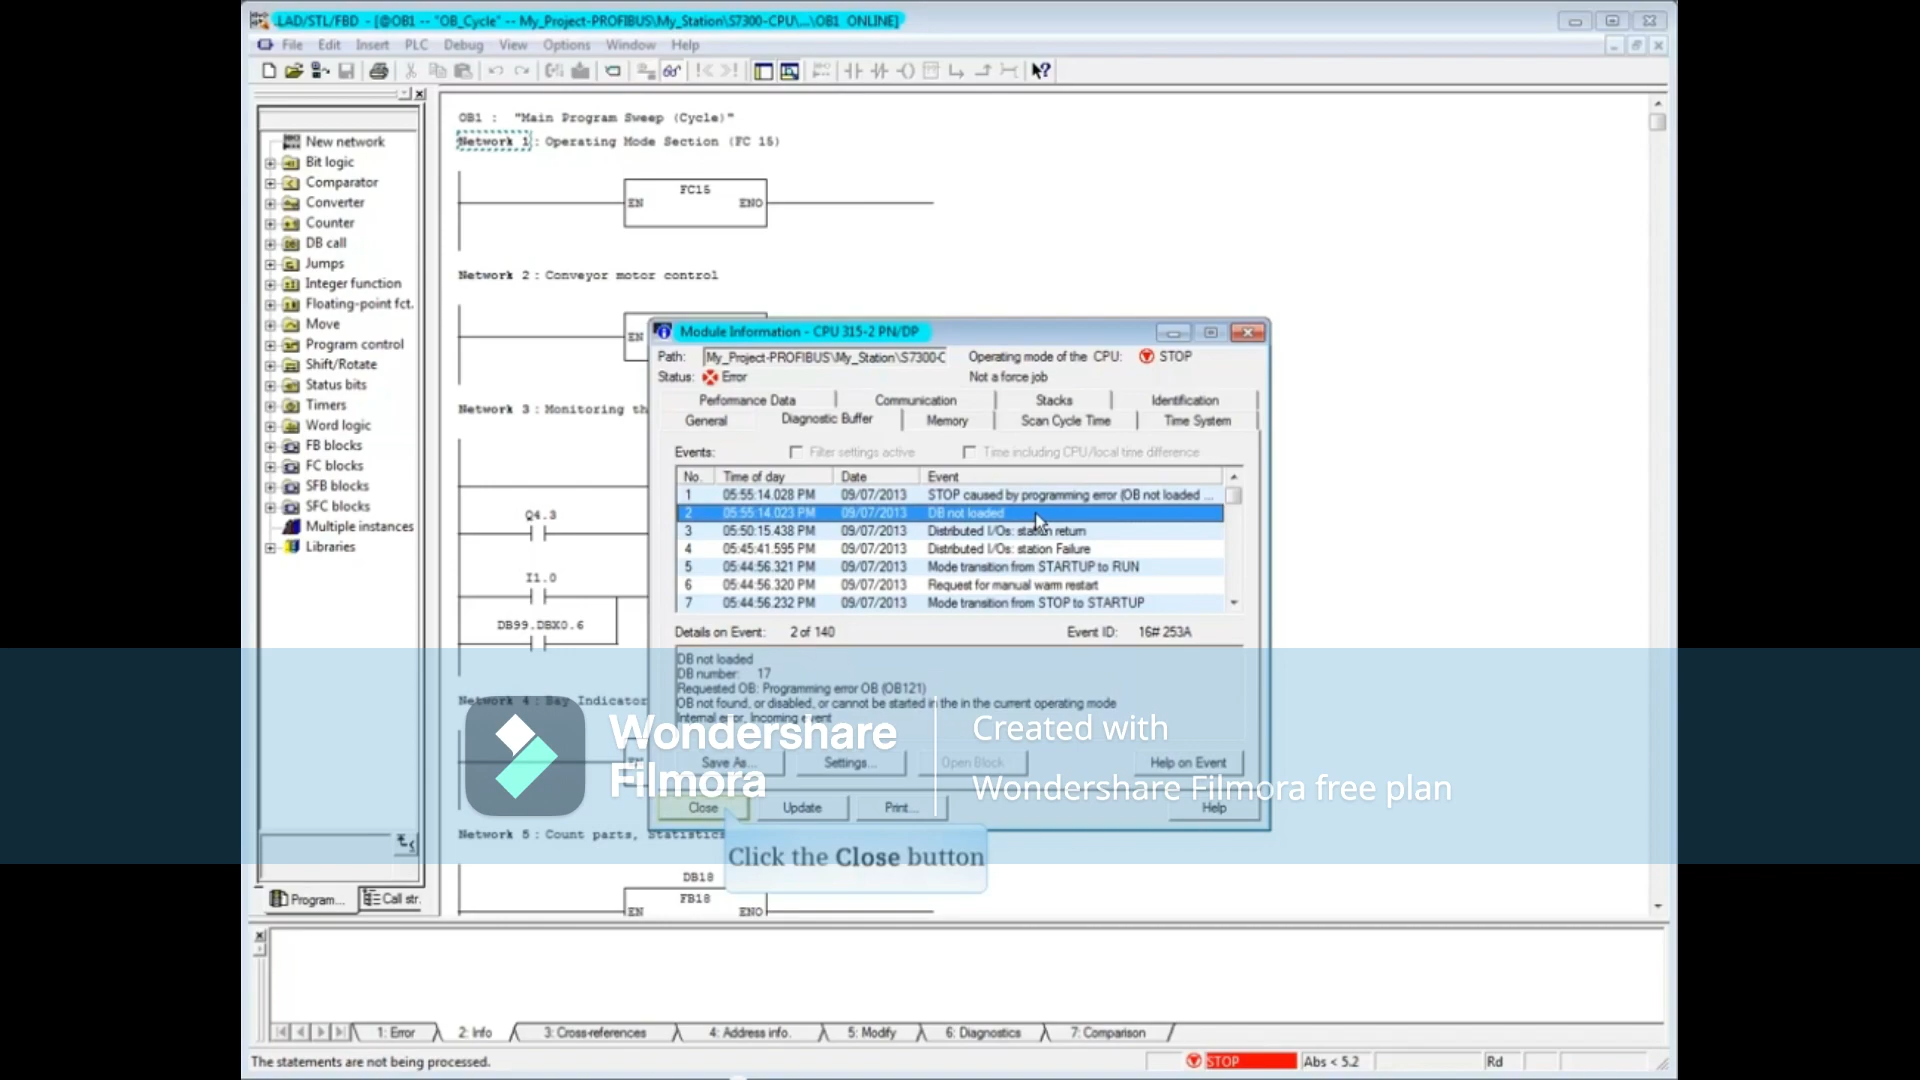 LAD/STL/FBD - [@OB1 -- "OB_Cycle" -- My_Project-PROFIBUS\My_Station\S7300-CPU\...\OB1 ONLINE]
File Edit Insert PLC Debug View Options Window Help
New network
Bit logic
Comparator
Converter
Counter
DB call
Jumps
Integer function
Floating-point fct.
Move
Program control
Shift/Rotate
Status bits
Timers
Word logic
FB blocks
FC blocks
SFB blocks
SFC blocks
Multiple instances
Libraries
Program...
Call str.
OB1 : "Main Program Sweep (Cycle)"
Network 1: Operating Mode Section (FC 15)
FC15
EN ENO
Network 2: Conveyor motor control
EN
Network 3: Monitoring th
Q4.3
I1.0
DB99.DBX0.6
Network 4: Bay Indicator
EN
Network 5: Count parts, Statistics
DB18
FB18
EN ENO
Module Information - CPU 315-2 PN/DP
Path: My_Project-PROFIBUS\My_Station\S7300-C Operating mode of the CPU: STOP
Status: Error Not a force job
Performance Data Communication Stacks Identification
General Diagnostic Buffer Memory Scan Cycle Time Time System
Events: Filter settings active Time including CPU/local time difference
No. Time of day Date Event
1 05:55:14.028 PM 09/07/2013 STOP caused by programming error (OB not loaded ...
2 05:55:14.023 PM 09/07/2013 DB not loaded
3 05:50:15.438 PM 09/07/2013 Distributed I/Os: station return
4 05:45:41.595 PM 09/07/2013 Distributed I/Os: station Failure
5 05:44:56.321 PM 09/07/2013 Mode transition from STARTUP to RUN
6 05:44:56.320 PM 09/07/2013 Request for manual warm restart
7 05:44:56.232 PM 09/07/2013 Mode transition from STOP to STARTUP
Details on Event: 2 of 140 Event ID: 16# 253A
DB not loaded
DB number: 17
Requested OB: Programming error OB (OB121)
OB not found, or disabled, or cannot be started in the in the current operating mode
Internal error, Incoming event
Save As... Settings... Open Block Help on Event
Close Update Print... Help
Click the Close button
Wondershare
Filmora
Created with
Wondershare Filmora free plan
1: Error 2: Info 3: Cross-references 4: Address info. 5: Modify 6: Diagnostics 7: Comparison
The statements are not being processed. STOP Abs < 5.2 Rd